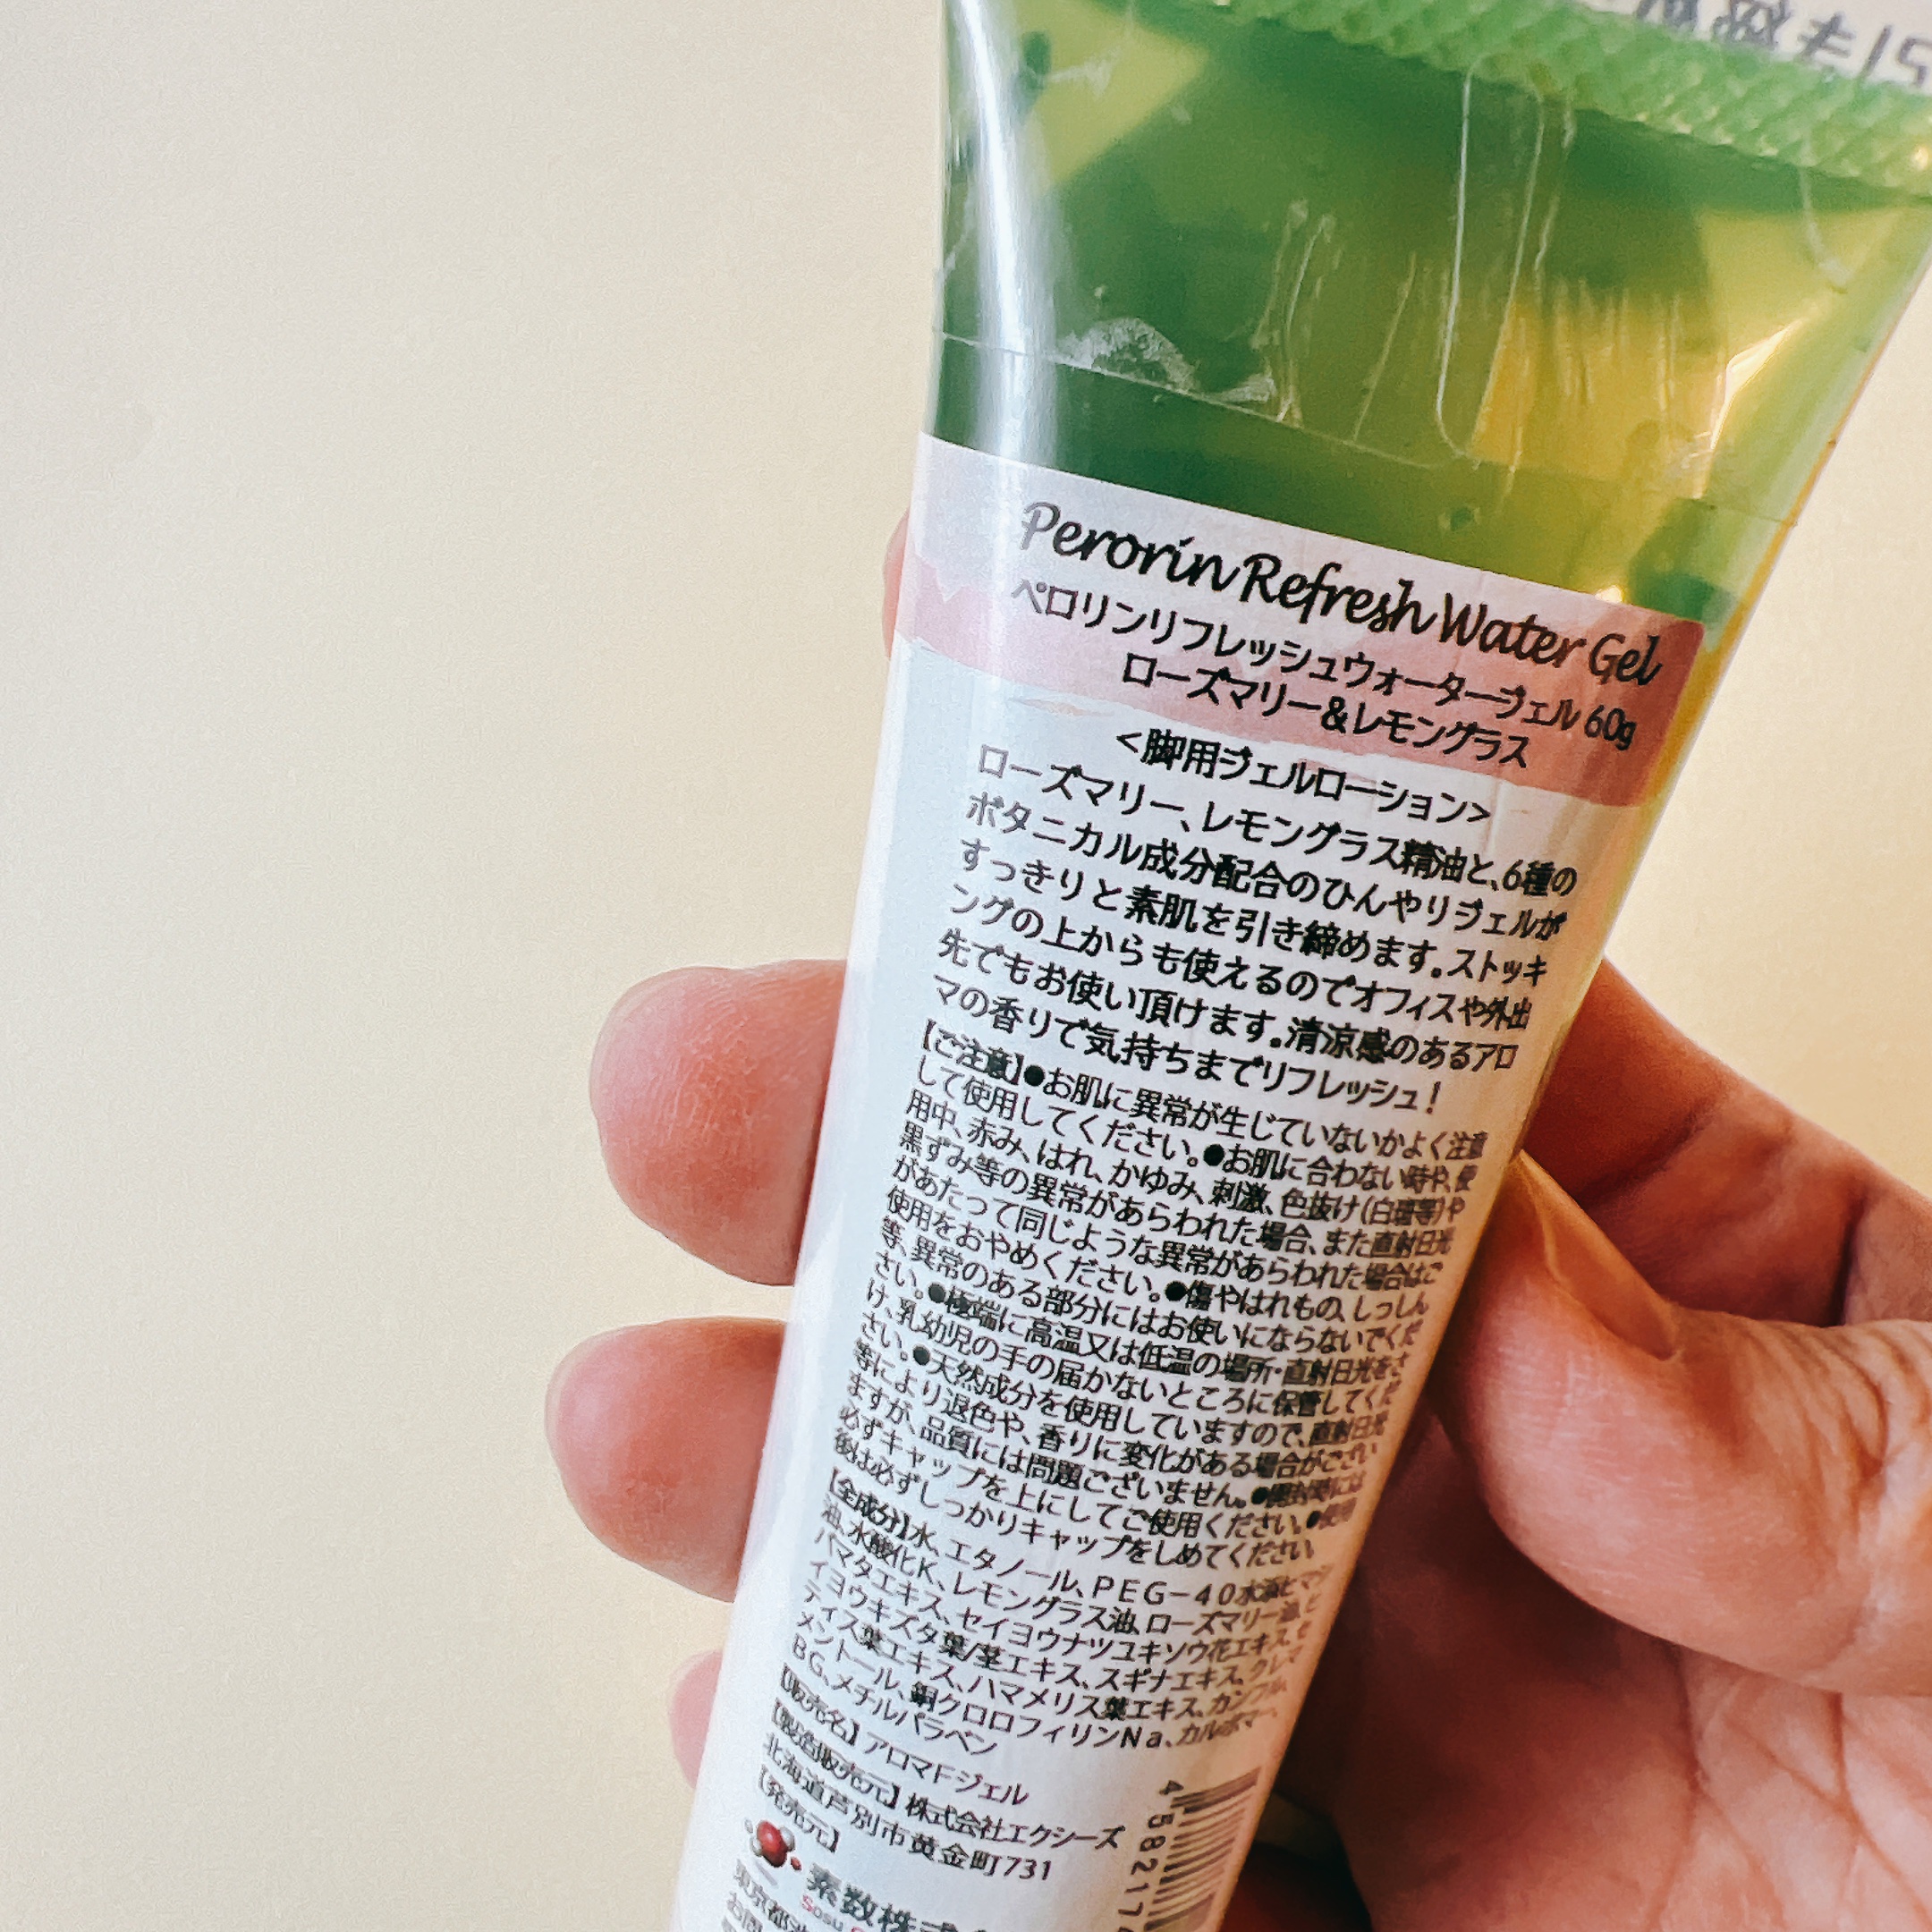 Perorin Refresh Water Gel
ペロリンリフレッシュウォータージェル 60g
ローズマリー&レモングラス
<脚用ジェルローション>
ローズマリー、レモングラス精油と、6種の
ボタニカル成分配合のひんやりジェルが
すっきりと素肌を引き締めます。ストッキ
ングの上からも使えるのでオフィスや外出
先でもお使い頂けます。清涼感のあるアロ
マの香りで気持ちまでリフレッシュ!
【ご注意】●お肌に異常が生じていないかよく注意
して使用してください。●お肌に合わない時や、使
用中、赤み、はれ、かゆみ、刺激、色抜け(白斑等)や
黒ずみ等の異常があらわれた場合、また直射日光
があたって同じような異常があらわれた場合はご
使用をおやめください。●傷やはれもの、しっしん
等、異常のある部分にはお使いにならないでくだ
さい。●極端に高温又は低温の場所・直射日光をさ
け、乳幼児の手の届かないところに保管してくだ
さい。●天然成分を使用していますので、直射日光
等により退色や、香りに変化がある場合がござい
ますが、品質には問題ございません。●開封時には
必ずキャップを上にしてご使用ください。●使用
後は必ずしっかりキャップをしめてください。
【全成分】水、エタノール、PEG-40水添ヒマシ
油、水酸化K、レモングラス油、ローズマリー油、ヒ
バマタエキス、セイヨウナツユキソウ花エキス、セ
イヨウキズタ葉/茎エキス、スギナエキス、クレマ
ティス葉エキス、ハマメリス葉エキス、カンフル、
メントール、銅クロロフィリンNa、カルボマー、
BG、メチルパラベン
【販売名】アロマFジェル
【製造販売元】株式会社エクシーズ
北海道芦別市黄金町731
【発売元】
素数株式
Sosu
東京都
お問
4 582117